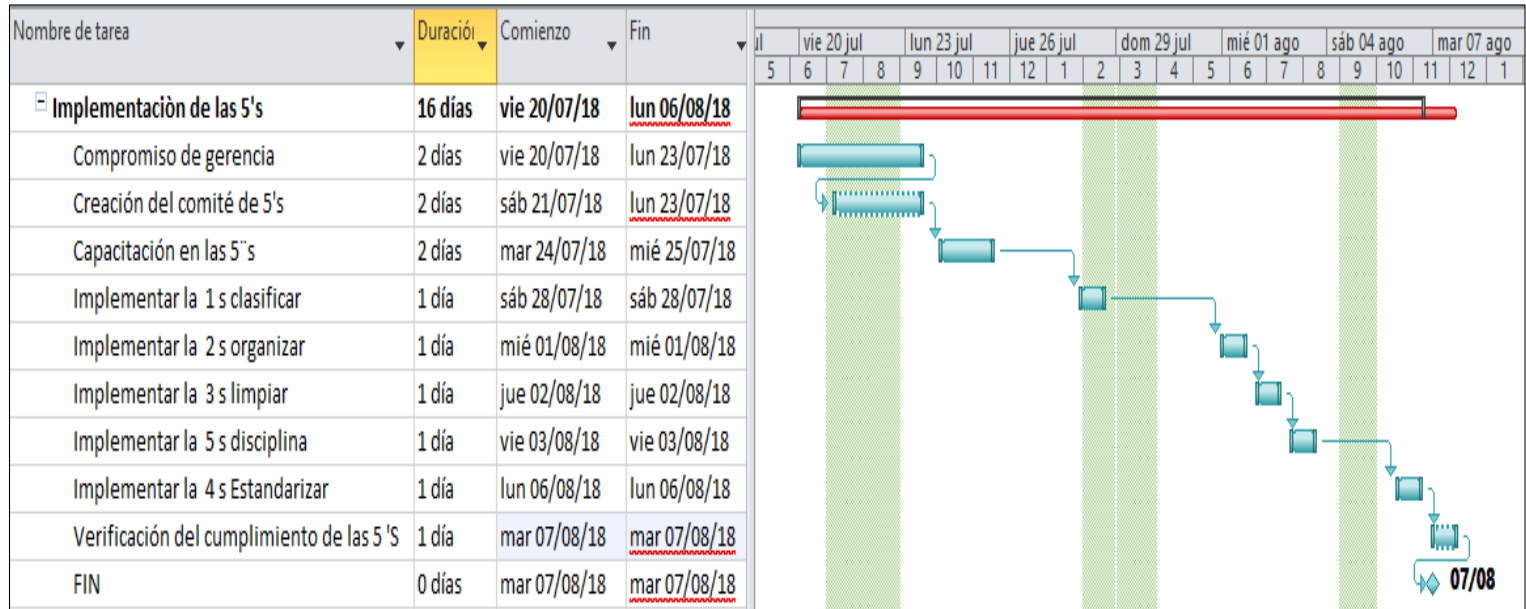 Nombre de tarea Duración Comienzo Fin
ul vie 20 jul lun 23 jul jue 26 jul dom 29 jul mié 01 ago sáb 04 ago mar 07 ago
5 6 7 8 9 10 11 12 1 2 3 4 5 6 7 8 9 10 11 12 1
Implementaciòn de las 5's 16 días vie 20/07/18 lun 06/08/18
Compromiso de gerencia 2 días vie 20/07/18 lun 23/07/18
Creación del comité de 5's 2 días sáb 21/07/18 lun 23/07/18
Capacitación en las 5¨s 2 días mar 24/07/18 mié 25/07/18
Implementar la 1 s clasificar 1 día sáb 28/07/18 sáb 28/07/18
Implementar la 2 s organizar 1 día mié 01/08/18 mié 01/08/18
Implementar la 3 s limpiar 1 día jue 02/08/18 jue 02/08/18
Implementar la 5 s disciplina 1 día vie 03/08/18 vie 03/08/18
Implementar la 4 s Estandarizar 1 día lun 06/08/18 lun 06/08/18
Verificación del cumplimiento de las 5 'S 1 día mar 07/08/18 mar 07/08/18
FIN 0 días mar 07/08/18 mar 07/08/18 07/08